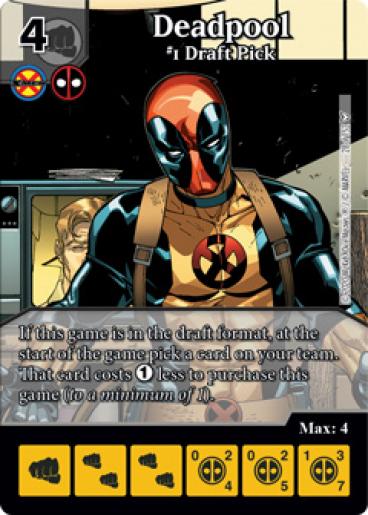 4
Deadpool
#1 Draft Pick
If this game is in the draft format, at the
start of the game pick a card on your team.
That card costs 1 less to purchase this
game (to a minimum of 1).
Max: 4
0 2 4
0 2 5
1 3 7